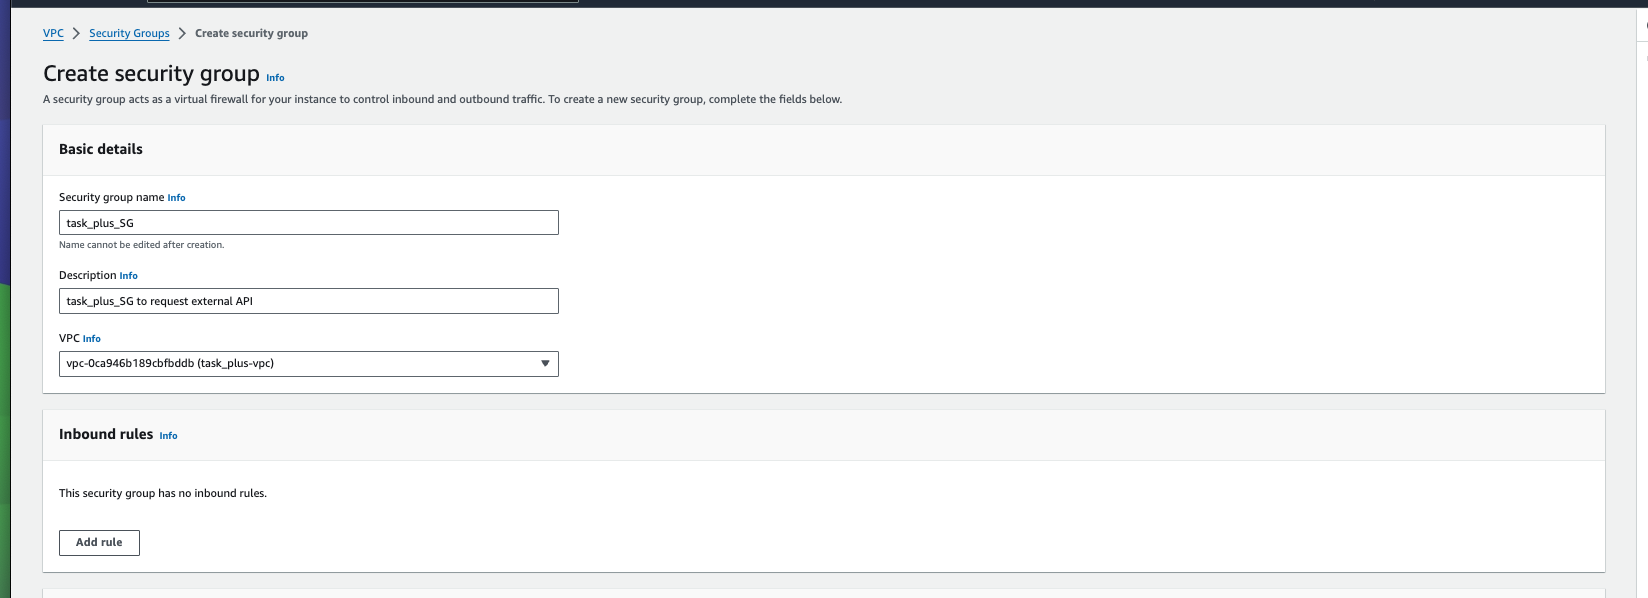 VPC > Security Groups > Create security group
Create security group Info
A security group acts as a virtual firewall for your instance to control inbound and outbound traffic. To create a new security group, complete the fields below.
Basic details
Security group name Info
task_plus_SG
Name cannot be edited after creation.
Description Info
task_plus_SG to request external API
VPC Info
vpc-0ca946b189cbfbddb (task_plus-vpc)
Inbound rules Info
This security group has no inbound rules.
Add rule